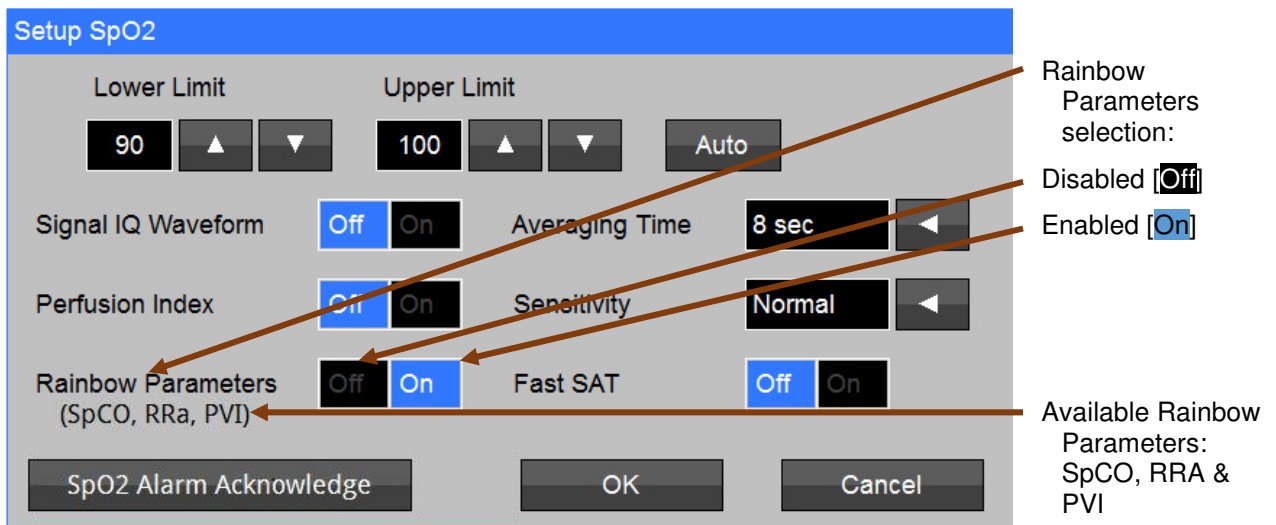 Setup SpO2
Lower Limit
Upper Limit
90
100
Auto
Signal IQ Waveform
Off On
Averaging Time
8 sec
Perfusion Index
Off On
Sensitivity
Normal
Rainbow Parameters
(SpCO, RRa, PVI)
Off On
Fast SAT
Off On
SpO2 Alarm Acknowledge
OK
Cancel
Rainbow
Parameters
selection:
Disabled [Off]
Enabled [On]
Available Rainbow
Parameters:
SpCO, RRA &
PVI